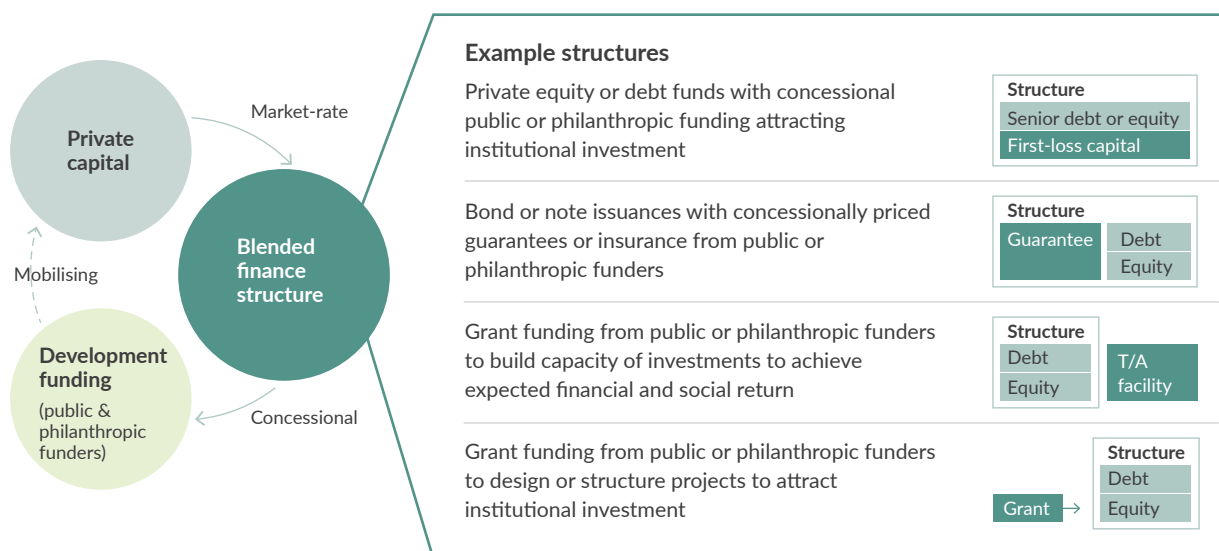 Private
capital
Market-rate
Blended
finance
structure
Mobilising
Development
funding
(public &
philanthropic
funders)
Concessional
Example structures
Private equity or debt funds with concessional
public or philanthropic funding attracting
institutional investment
Structure
Senior debt or equity
First-loss capital
Bond or note issuances with concessionally priced
guarantees or insurance from public or
philanthropic funders
Structure
Guarantee
Debt
Equity
Grant funding from public or philanthropic funders
to build capacity of investments to achieve
expected financial and social return
Structure
Debt
Equity
T/A
facility
Grant funding from public or philanthropic funders
to design or structure projects to attract
institutional investment
Grant
Structure
Debt
Equity